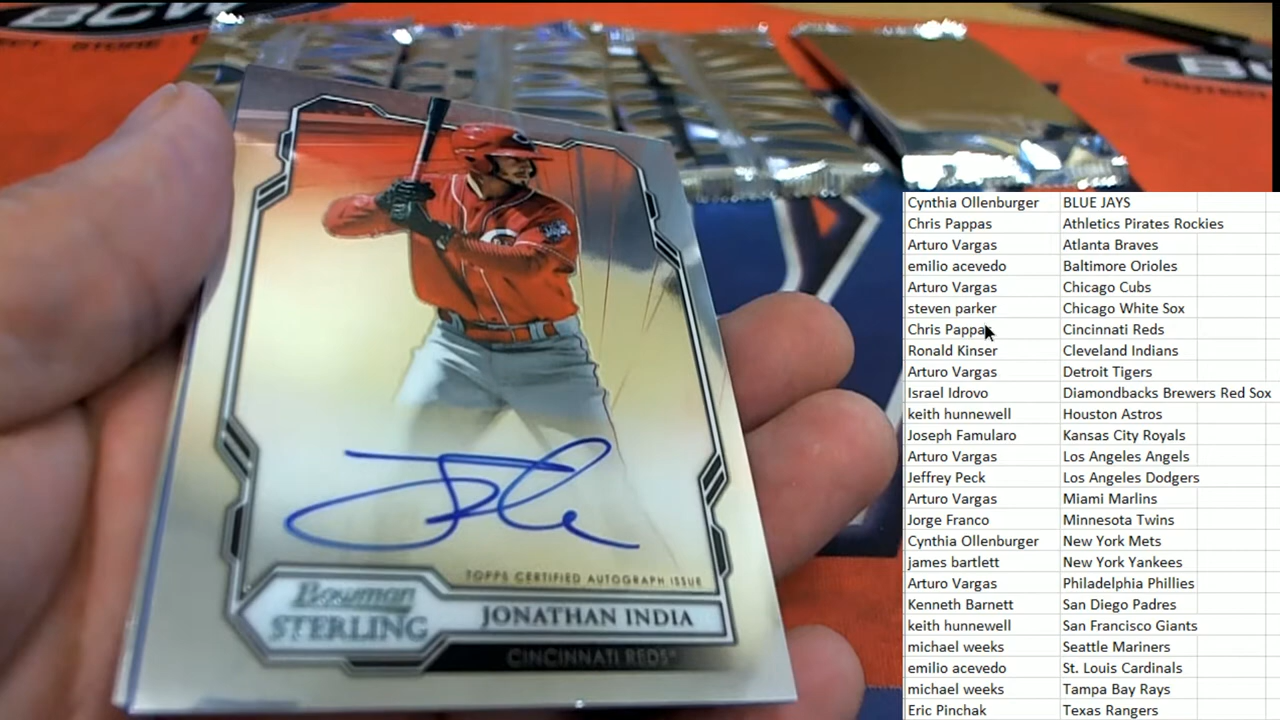 BCW
TOPPS CERTIFIED AUTOGRAPH ISSUE
Bowman
STERLING
JONATHAN INDIA
CINCINNATI REDS
Cynthia Ollenburger BLUE JAYS
Chris Pappas Athletics Pirates Rockies
Arturo Vargas Atlanta Braves
emilio acevedo Baltimore Orioles
Arturo Vargas Chicago Cubs
steven parker Chicago White Sox
Chris Pappas Cincinnati Reds
Ronald Kinser Cleveland Indians
Arturo Vargas Detroit Tigers
Israel Idrovo Diamondbacks Brewers Red Sox
keith hunnewell Houston Astros
Joseph Famularo Kansas City Royals
Arturo Vargas Los Angeles Angels
Jeffrey Peck Los Angeles Dodgers
Arturo Vargas Miami Marlins
Jorge Franco Minnesota Twins
Cynthia Ollenburger New York Mets
james bartlett New York Yankees
Arturo Vargas Philadelphia Phillies
Kenneth Barnett San Diego Padres
keith hunnewell San Francisco Giants
michael weeks Seattle Mariners
emilio acevedo St. Louis Cardinals
michael weeks Tampa Bay Rays
Eric Pinchak Texas Rangers